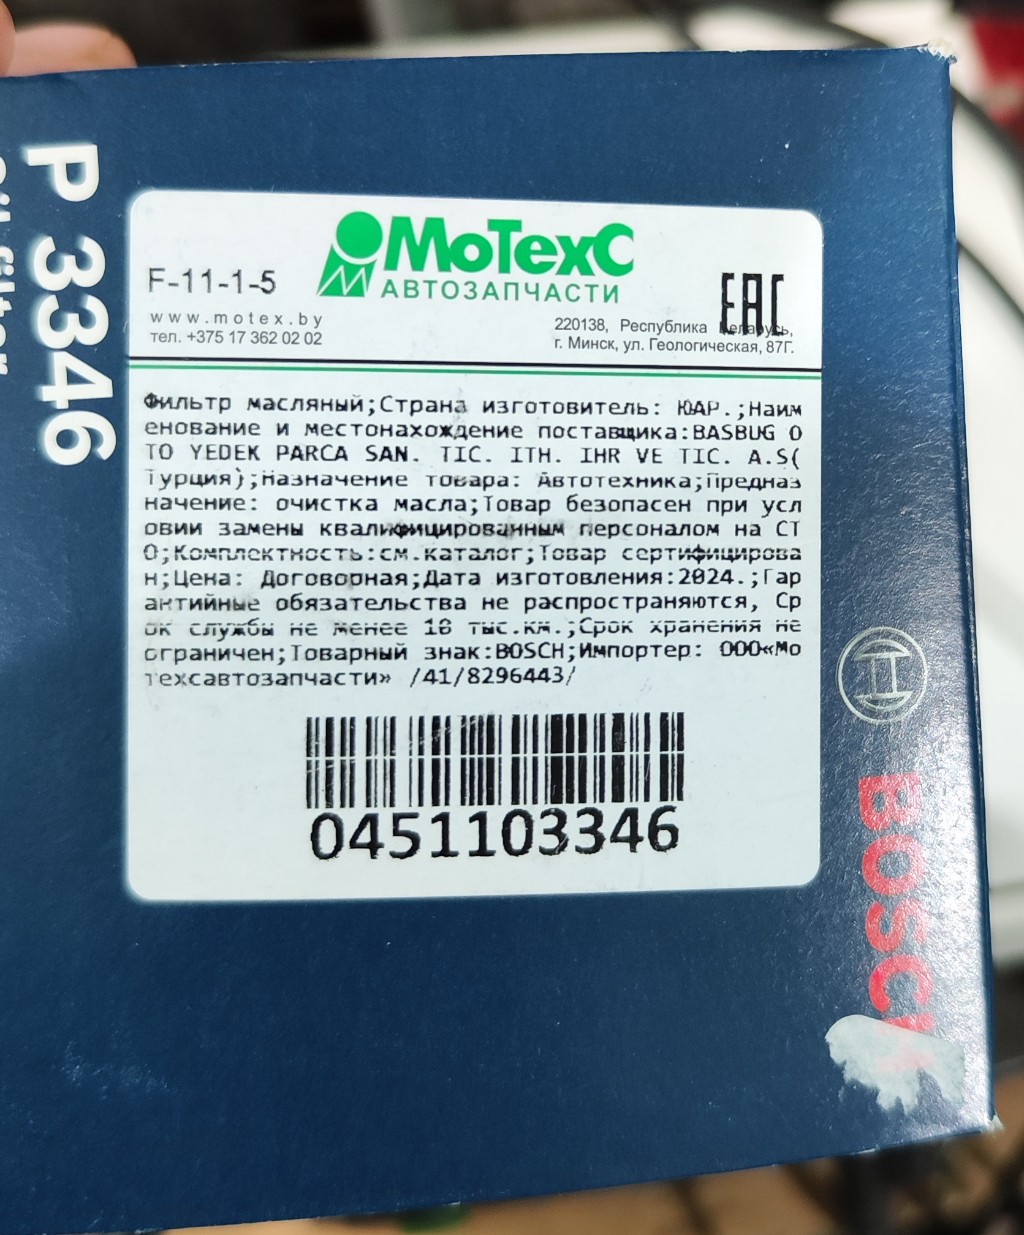 P 3346
МоТехС
АВТОЗАПЧАСТИ
F-11-1-5
EAC
www.motex.by
тел. +375 17 362 02 02
220138, Республика Беларусь,
г. Минск, ул. Геологическая, 87Г.
Фильтр масляный;Страна изготовитель: ЮАР.;Наим
енование и местонахождение поставщика:BASBUG O
TO YEDEK PARCA SAN. TIC. ITH. IHR VE TIC. A.S(
Турция);Назначение товара: Автотехника;Предназ
начение: очистка масла;Товар безопасен при усл
овии замены квалифицированным персоналом на СТ
О;Комплектность:см.каталог;Товар сертифицирова
н;Цена: Договорная;Дата изготовления:2024.;Гар
антийные обязательства не распространяются, Ср
ок службы не менее 10 тыс.км.;Срок хранения не
ограничен;Товарный знак:BOSCH;Импортер: ООО«Мо
техсавтозапчасти» /41/8296443/
0451103346
BOSCH